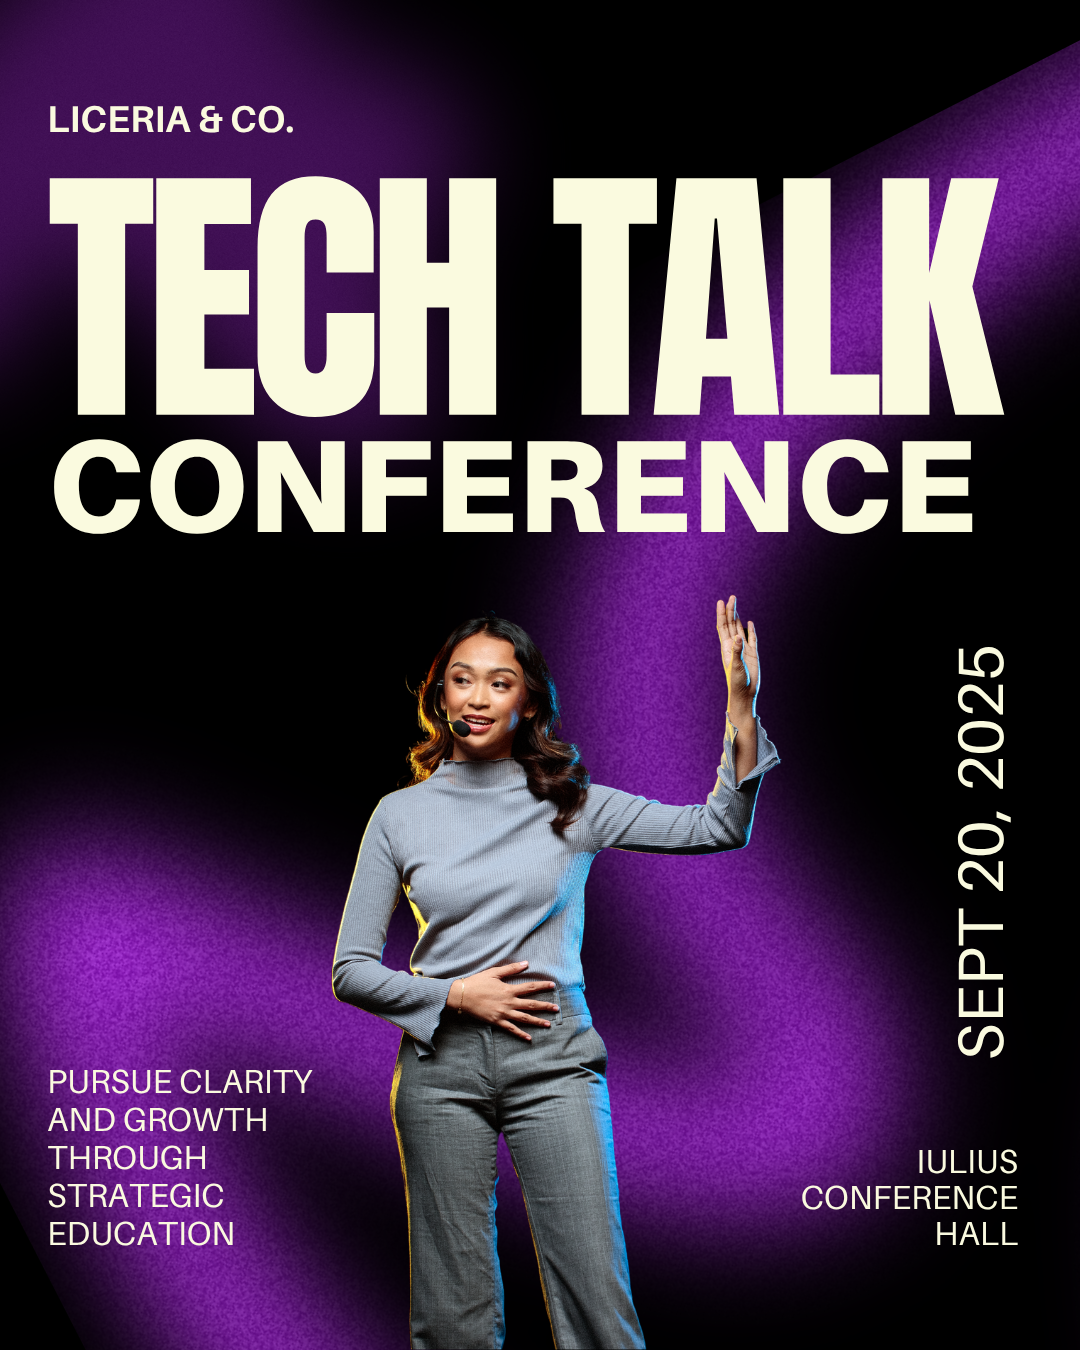 LICERIA & CO.
TECH TALK
CONFERENCE
SEPT 20, 2025
PURSUE CLARITY
AND GROWTH
THROUGH
STRATEGIC
EDUCATION
IULIUS
CONFERENCE
HALL